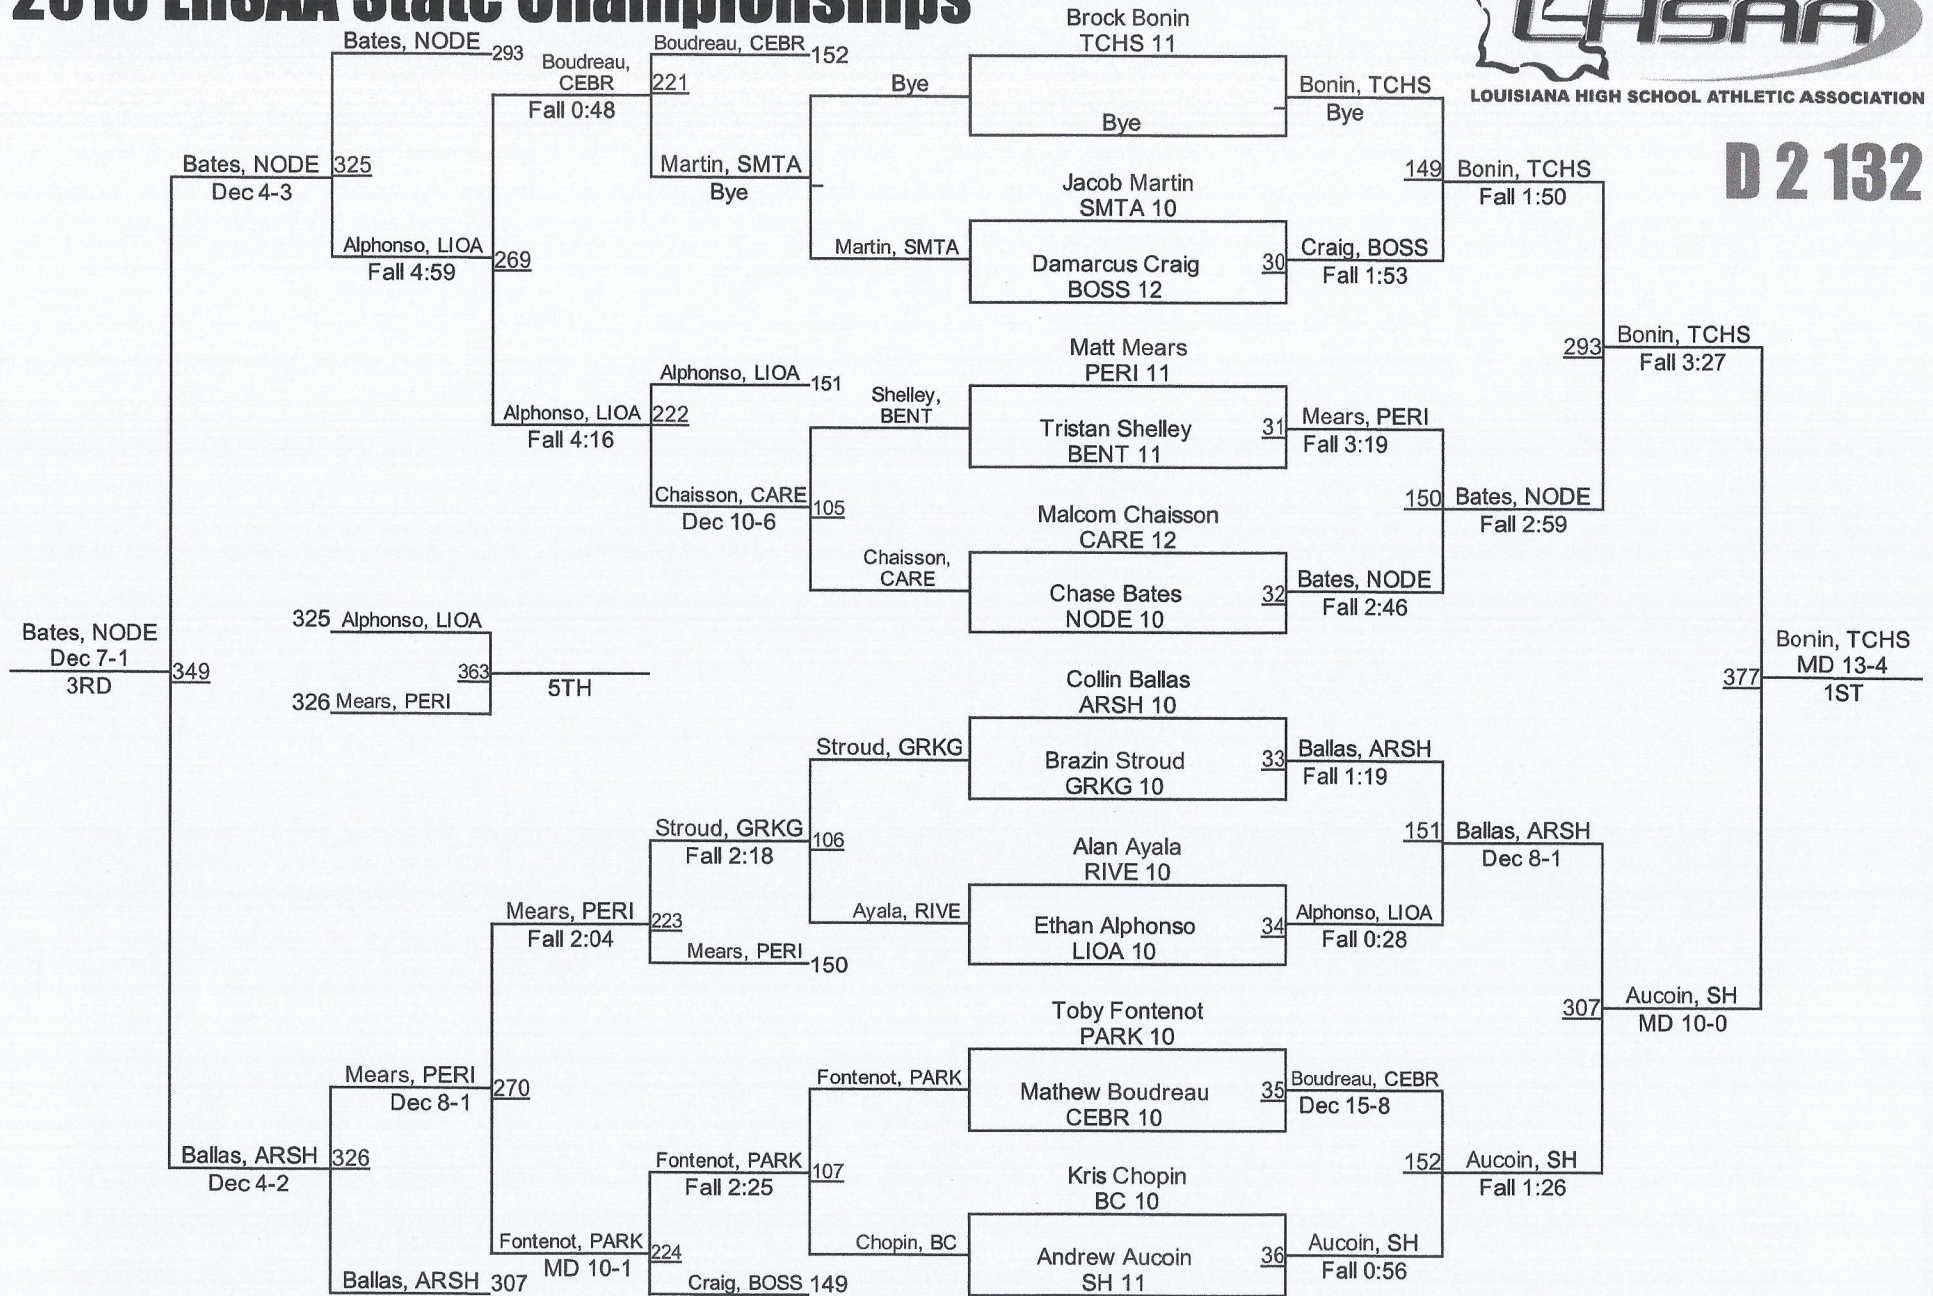 2016 LHSAA State Championships
LHSAA
LOUISIANA HIGH SCHOOL ATHLETIC ASSOCIATION
D 2 132
Bates, NODE
293
Alphonso, LIOA
Fall 4:59
Bates, NODE
325
Dec 4-3
Boudreau,
CEBR
Fall 0:48
221
269
Boudreau, CEBR
152
Martin, SMTA
Bye
Bye
Martin, SMTA
Alphonso, LIOA
Fall 4:16
222
Alphonso, LIOA
151
Chaisson, CARE
105
Dec 10-6
Shelley,
BENT
Chaisson,
CARE
Bates, NODE
Dec 7-1
3RD
349
325 Alphonso, LIOA
363
326 Mears, PERI
5TH
Stroud, GRKG
Stroud, GRKG
106
Fall 2:18
Ayala, RIVE
Mears, PERI
223
Fall 2:04
Mears, PERI
150
Mears, PERI
270
Dec 8-1
Ballas, ARSH
326
Dec 4-2
Ballas, ARSH 307
Fontenot, PARK
Fontenot, PARK
107
Fall 2:25
Chopin, BC
Fontenot, PARK
224
MD 10-1
Craig, BOSS 149
Brock Bonin
TCHS 11
Bye
Jacob Martin
SMTA 10
Damarcus Craig
BOSS 12
30
Matt Mears
PERI 11
Tristan Shelley
BENT 11
31
Malcom Chaisson
CARE 12
Chase Bates
NODE 10
32
Collin Ballas
ARSH 10
Brazin Stroud
GRKG 10
33
Alan Ayala
RIVE 10
Ethan Alphonso
LIOA 10
34
Toby Fontenot
PARK 10
Mathew Boudreau
CEBR 10
35
Kris Chopin
BC 10
Andrew Aucoin
SH 11
36
Bonin, TCHS
Bye
Craig, BOSS
Fall 1:53
149
Bonin, TCHS
Fall 1:50
Mears, PERI
Fall 3:19
150
Bates, NODE
Fall 2:59
Bates, NODE
Fall 2:46
293
Bonin, TCHS
Fall 3:27
Ballas, ARSH
Fall 1:19
151
Ballas, ARSH
Dec 8-1
Alphonso, LIOA
Fall 0:28
Boudreau, CEBR
Dec 15-8
152
Aucoin, SH
Fall 1:26
Aucoin, SH
Fall 0:56
307
Aucoin, SH
MD 10-0
377
Bonin, TCHS
MD 13-4
1ST